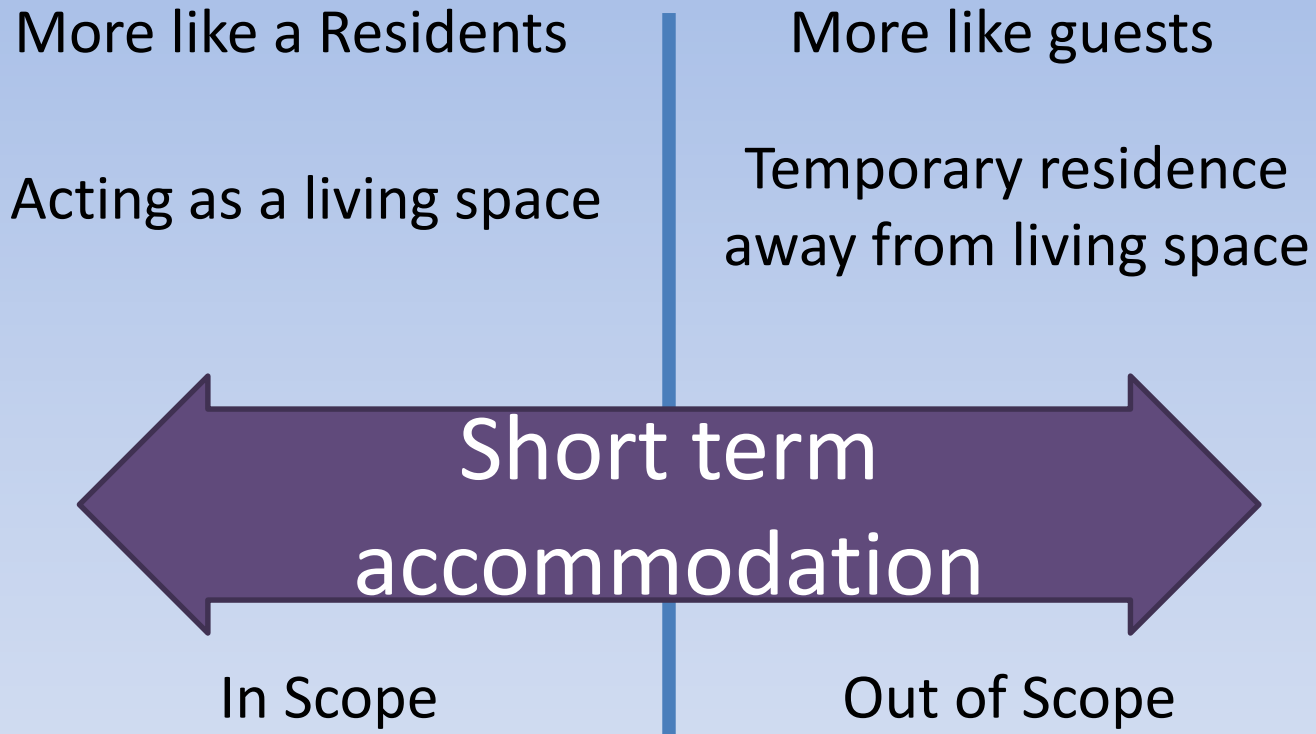 More like a Residents
More like guests
Acting as a living space
Temporary residence
away from living space
Short term
accommodation
In Scope
Out of Scope